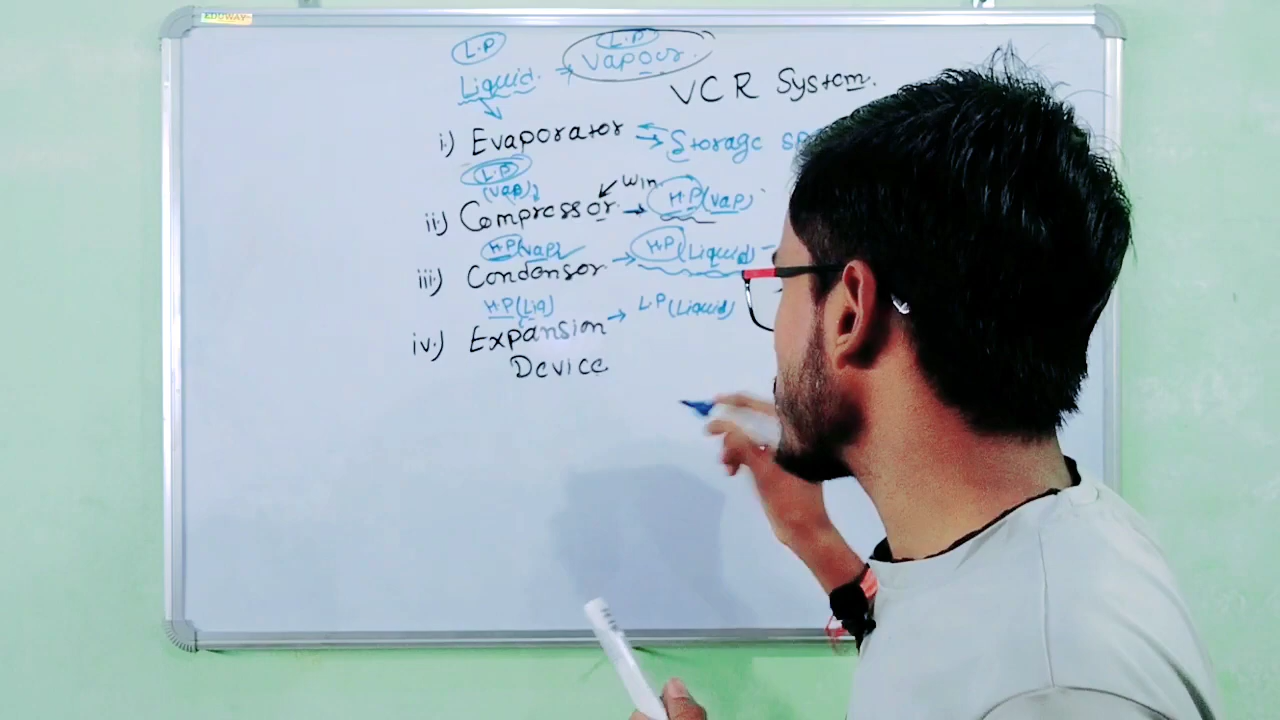 EDUWAY
L.P
L.P
Liquid → Vapour
VCR System.
i) Evaporator Storage
L.P
(Vap) Win
ii) Compressor. → H.P (Vap)
H.P Vap
iii) Condensor → H.P (Liquid)
H.P (Liq)
iv.) Expansion → L.P (Liquid)
Device